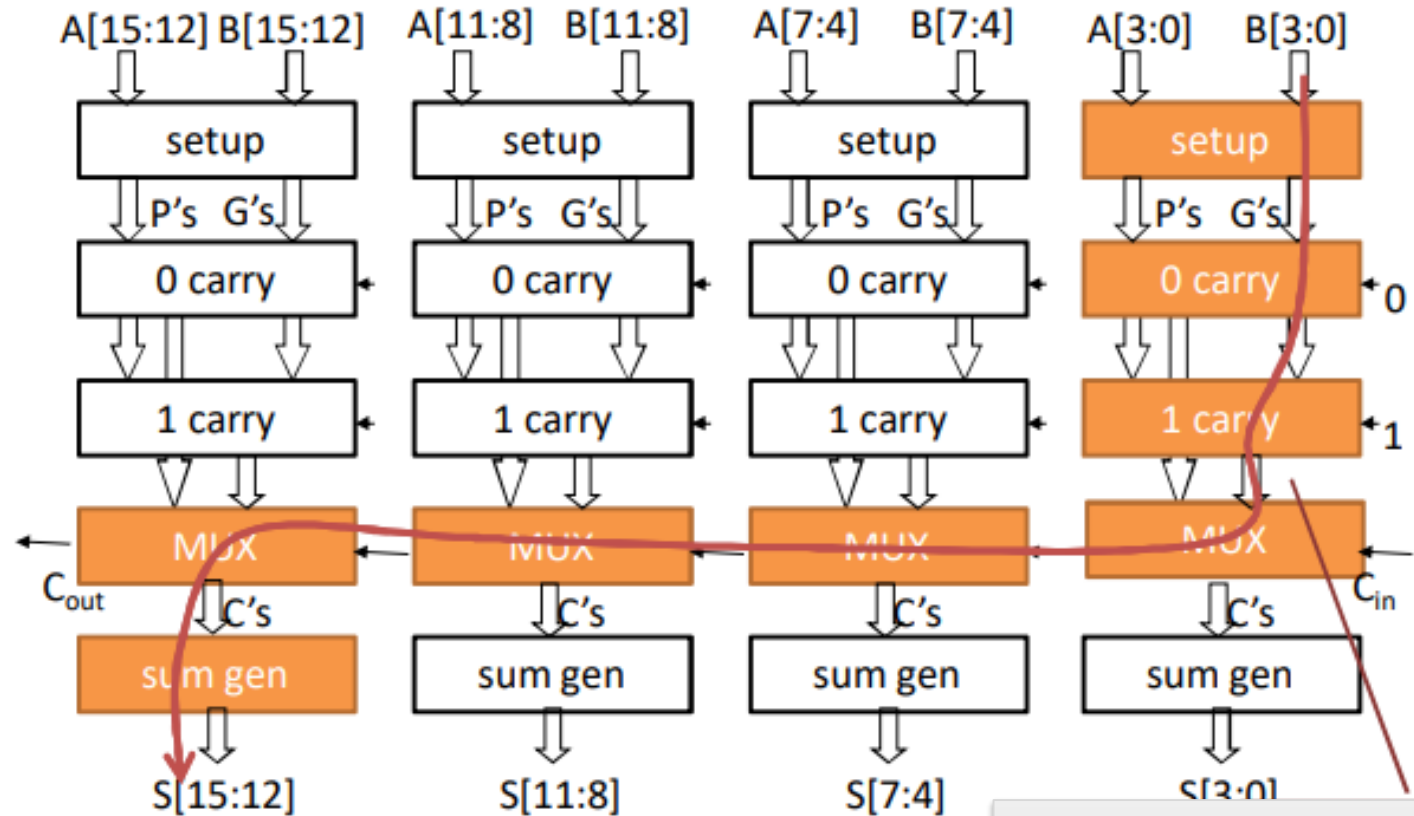 A[15:12] B[15:12] A[11:8] B[11:8] A[7:4] B[7:4] A[3:0] B[3:0]
setup setup setup setup
P's G's P's G's P's G's P's G's
0 carry 0 carry 0 carry 0 carry 0
1 carry 1 carry 1 carry 1 carry 1
MUX MUX MUX MUX
Cout C's C's C's C's Cin
sum gen sum gen sum gen sum gen
S[15:12] S[11:8] S[7:4] S[3:0]